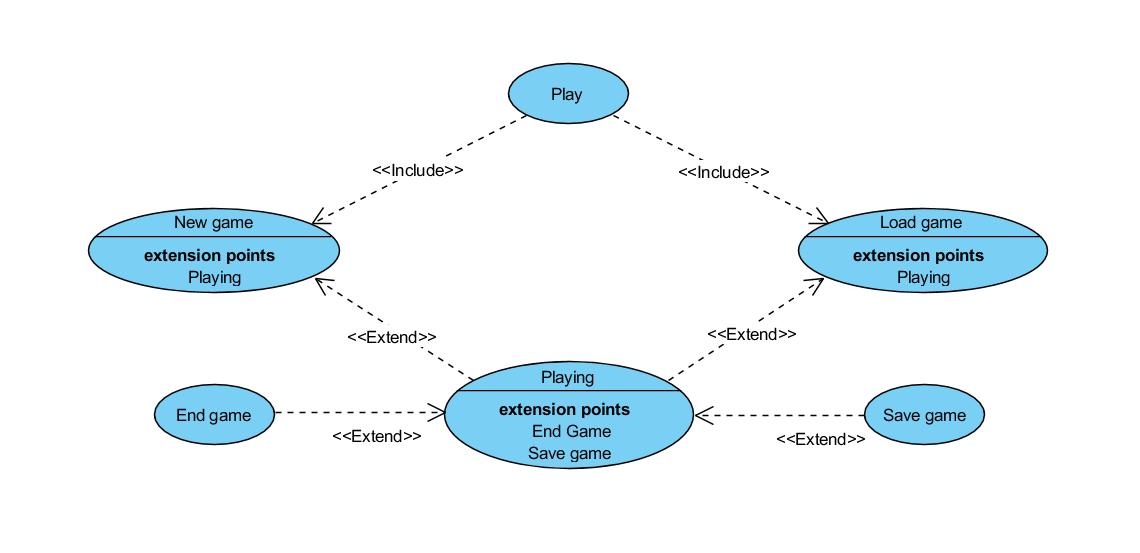 Play
<<Include>>
<<Include>>
New game
extension points
Playing
Load game
extension points
Playing
<<Extend>>
<<Extend>>
End game
<<Extend>>
Playing
extension points
End Game
Save game
Save game
<<Extend>>